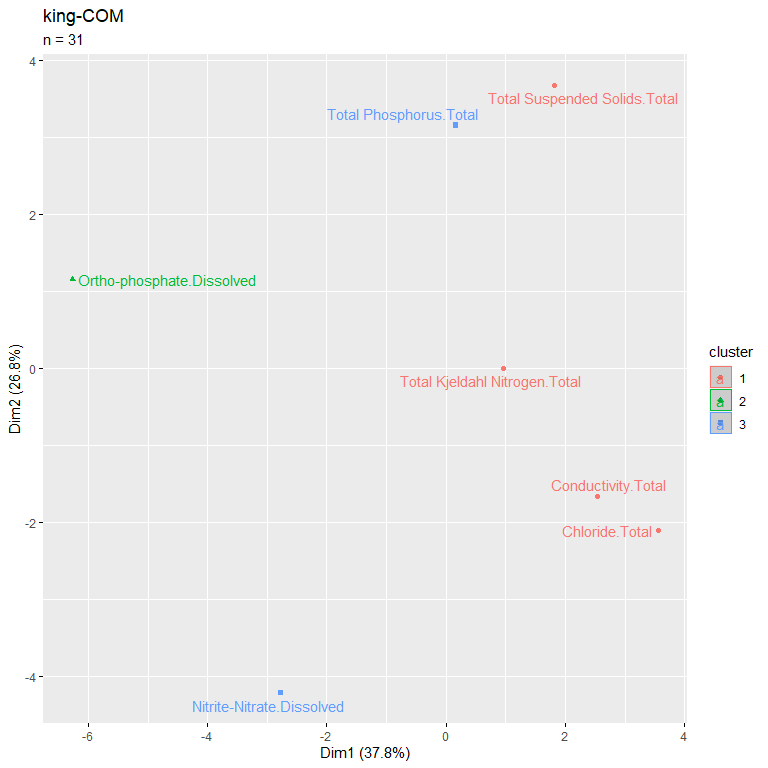 king-COM
n = 31
4
2
0
-2
-4
Dim2 (26.8%)
Total Suspended Solids.Total
Total Phosphorus.Total
Ortho-phosphate.Dissolved
Total Kjeldahl Nitrogen.Total
Conductivity.Total
Chloride.Total
Nitrite-Nitrate.Dissolved
-6
-4
-2
0
2
4
Dim1 (37.8%)
cluster
a 1
a 2
a 3